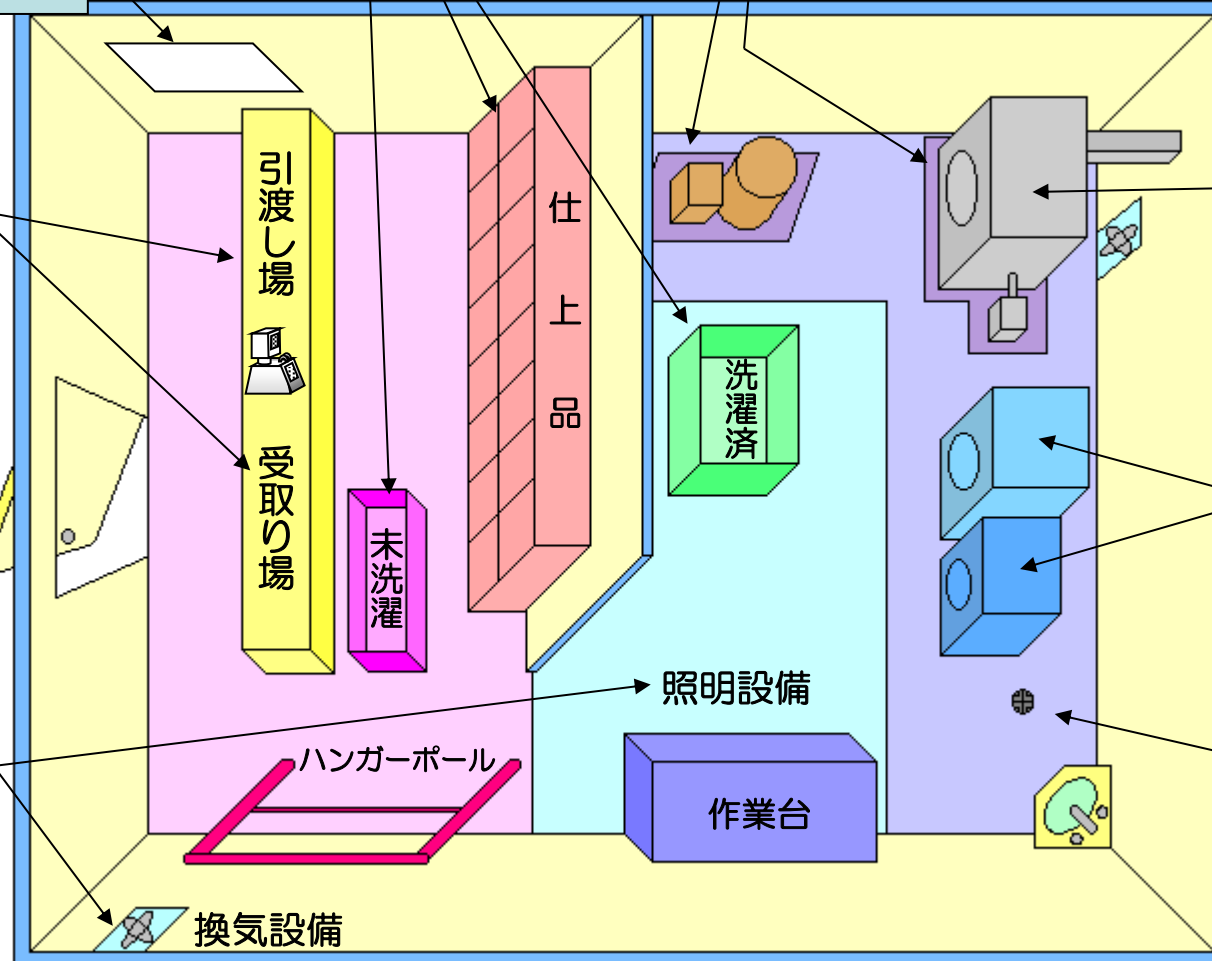 引渡し場
受取り場
未洗濯
仕上品
洗濯済
照明設備
ハンガーポール
作業台
換気設備